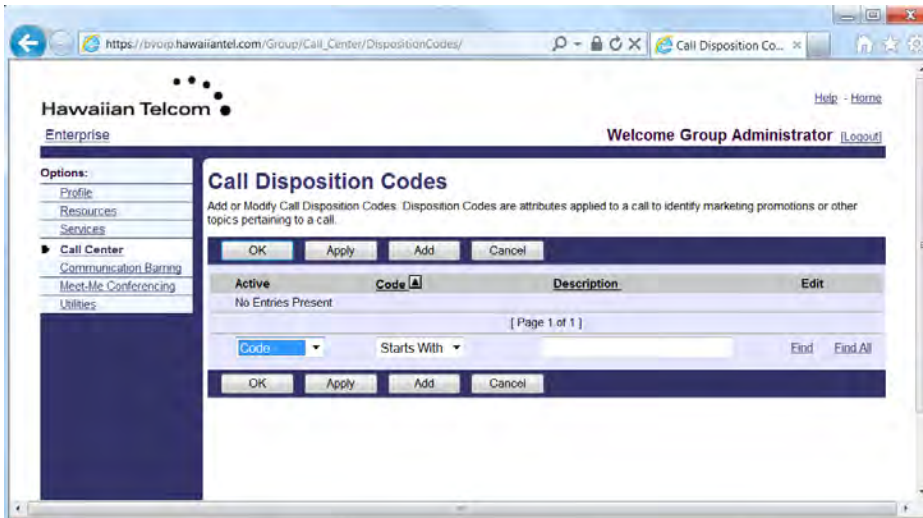 https://bvoip.hawaiiantel.com/Group/Call_Center/DispositionCodes/
Call Disposition Co...
Hawaiian Telcom
Help - Home
Enterprise
Welcome Group Administrator [Logout]
Options:
Profile
Resources
Services
Call Center
Communication Barring
Meet-Me Conferencing
Utilities
Call Disposition Codes
Add or Modify Call Disposition Codes. Disposition Codes are attributes applied to a call to identify marketing promotions or other
topics pertaining to a call.
OK Apply Add Cancel
Active Code Description Edit
No Entries Present
[ Page 1 of 1 ]
Code Starts With Find Find All
OK Apply Add Cancel